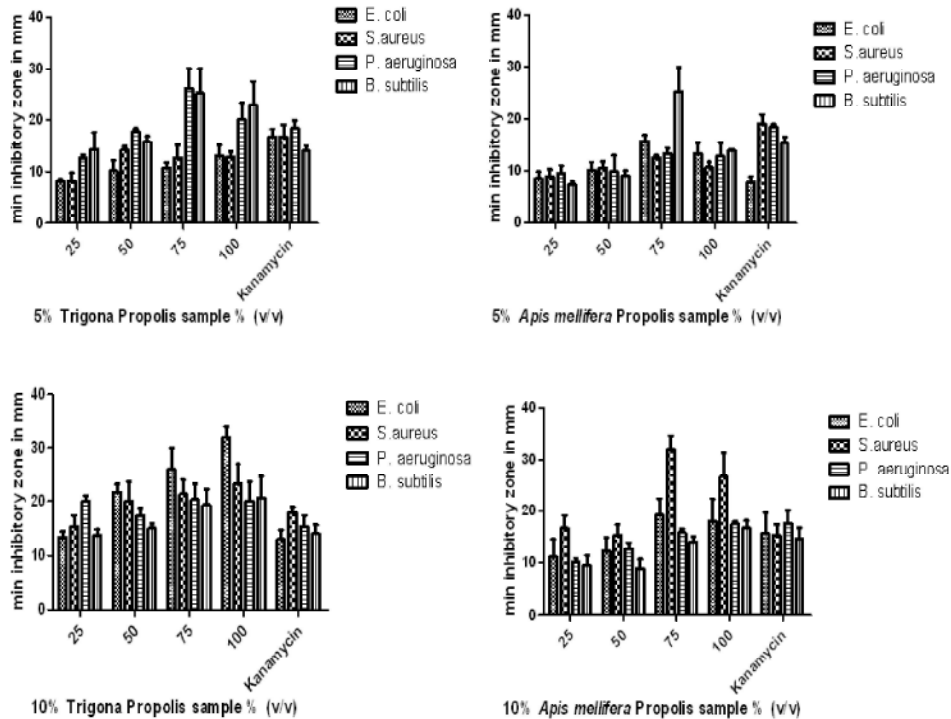 min inhibitory zone in mm
40
30
20
10
0
25
50
75
100
Kanamycin
E. coli
S.aureus
P. aeruginosa
B. subtilis
5% Trigona Propolis sample % (v/v)
min inhibitory zone in mm
40
30
20
10
0
25
50
75
100
Kanamycin
E. coli
S.aureus
P. aeruginosa
B. subtilis
5% Apis mellifera Propolis sample % (v/v)
min inhibitory zone in mm
40
30
20
10
0
25
50
75
100
Kanamycin
E. coli
S.aureus
P. aeruginosa
B. subtilis
10% Trigona Propolis sample % (v/v)
min inhibitory zone in mm
40
30
20
10
0
25
50
75
100
Kanamycin
E. coli
S.aureus
P. aeruginosa
B. subtilis
10% Apis mellifera Propolis sample % (v/v)